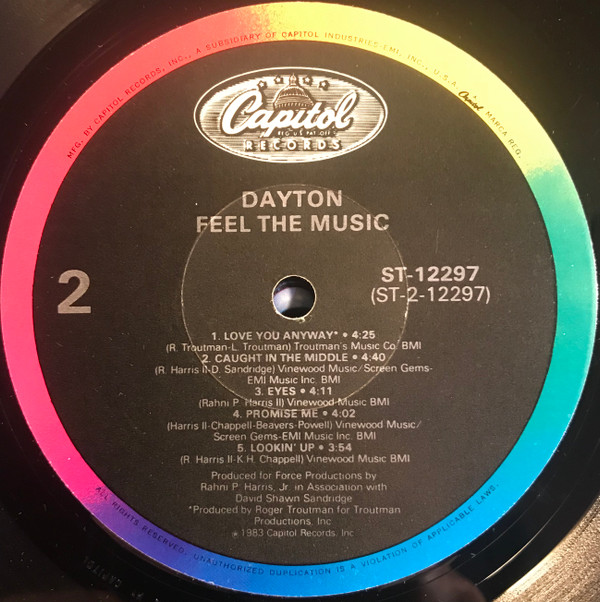 MFG. BY CAPITOL RECORDS, INC., A SUBSIDIARY OF CAPITOL INDUSTRIES-EMI, INC., U.S.A. Capitol MARCA REG.
Capitol
REG. U.S. PAT. OFF.
RECORDS
DAYTON
FEEL THE MUSIC
2
ST-12297
(ST-2-12297)
1. LOVE YOU ANYWAY* • 4:25
(R. Troutman-L. Troutman) Troutman's Music Co. BMI
2. CAUGHT IN THE MIDDLE • 4:40
(R. Harris II-D. Sandridge) Vinewood Music/Screen Gems-
EMI Music Inc. BMI
3. EYES • 4:11
(Rahni P. Harris II) Vinewood Music BMI
4. PROMISE ME • 4:02
(Harris II-Chappell-Beavers-Powell) Vinewood Music/
Screen Gems-EMI Music Inc. BMI
5. LOOKIN' UP • 3:54
(R. Harris II-K.H. Chappell) Vinewood Music BMI
Produced for Force Productions by
Rahni P. Harris, Jr. in Association with
David Shawn Sandridge
*Produced by Roger Troutman for Troutman
Productions, Inc
℗ 1983 Capitol Records, Inc
ALL RIGHTS RESERVED. UNAUTHORIZED DUPLICATION IS A VIOLATION OF APPLICABLE LAWS.